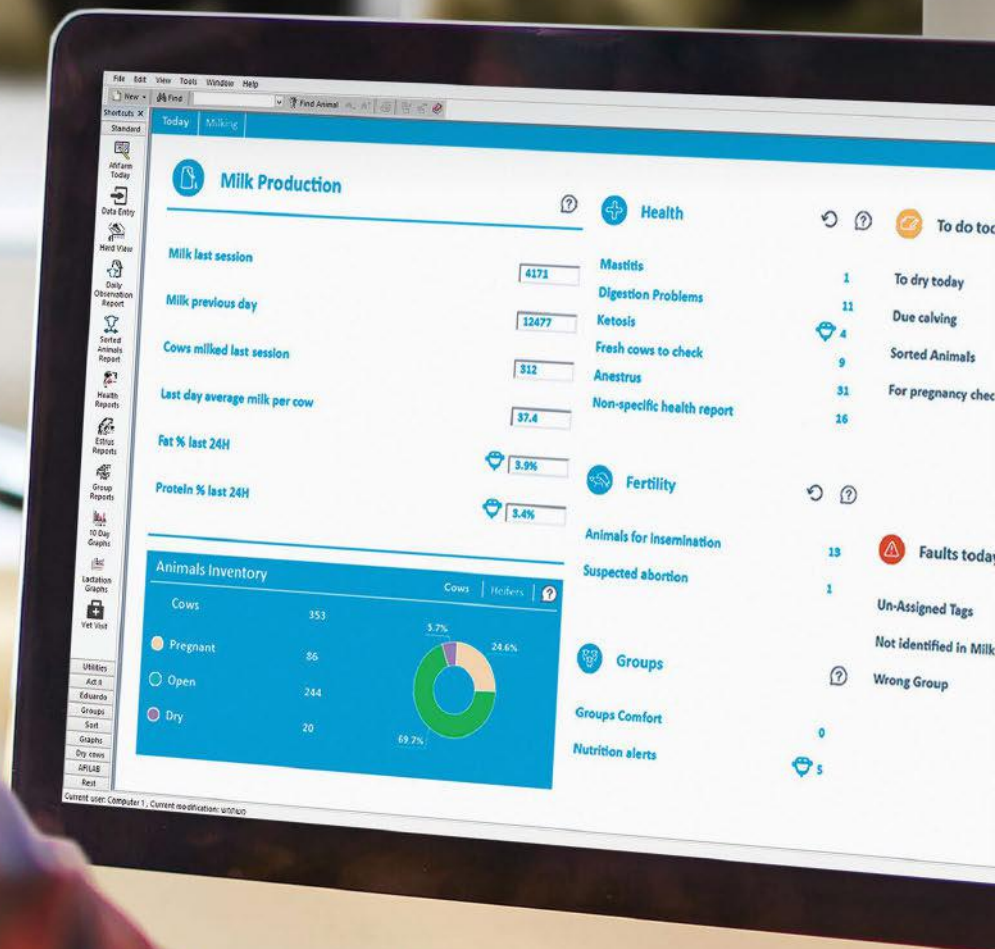 File Edit View Tools Window Help
New Find Find Animal
Shortcuts X
Standard
Afifarm
Today
Data Entry
Herd View
Daily
Observation
Report
Sorted
Animals
Report
Health
Reports
Estrus
Reports
Group
Reports
10 Day
Graphs
Lactation
Graphs
Vet Visit
Utilities
Act II
Eduardo
Groups
Sort
Graphs
Dry cows
AFILAB
Rest
Today Milking
Milk Production
Milk last session 4171
Milk previous day 12477
Cows milked last session 312
Last day average milk per cow 37.4
Fat % last 24H 3.9%
Protein % last 24H 3.4%
Animals Inventory Cows Heifers
Cows 353
Pregnant 86
Open 244
Dry 20
5.7%
24.6%
69.7%
Health
Mastitis 1
Digestion Problems 11
Ketosis 4
Fresh cows to check 9
Anestrus 31
Non-specific health report 16
Fertility
Animals for Insemination 13
Suspected abortion 1
Groups
Groups Comfort 0
Nutrition alerts 5
To do tod
To dry today
Due calving
Sorted Animals
For pregnancy chec
Faults today
Un-Assigned Tags
Not identified in Milk
Wrong Group
Current user: Computer 1, Current modification: משתמש